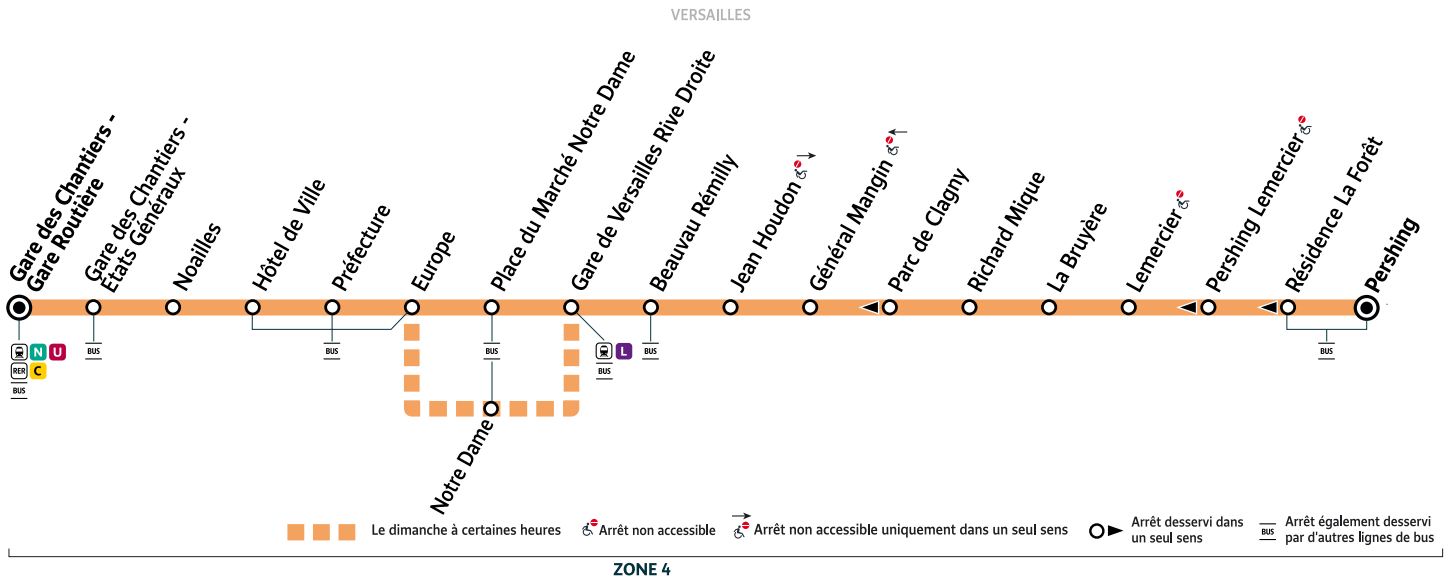 VERSAILLES
Gare des Chantiers -
Gare Routière
Gare des Chantiers -
Etats Généraux
Noailles
Hôtel de Ville
Préfecture
Europe
Place du Marché Notre Dame
Gare de Versailles Rive Droite
Beauvau Rémilly
Jean Houdon
Général Mangin
Parc de Clagny
Richard Mique
La Bruyère
Lemercier
Pershing Lemercier
Résidence La Forêt
Pershing
N U
RER C
BUS
BUS
BUS
BUS
L
BUS
BUS
BUS
Notre Dame
Le dimanche à certaines heures
Arrêt non accessible
Arrêt non accessible uniquement dans un seul sens
Arrêt desservi dans
un seul sens
BUS
Arrêt également desservi
par d'autres lignes de bus
ZONE 4